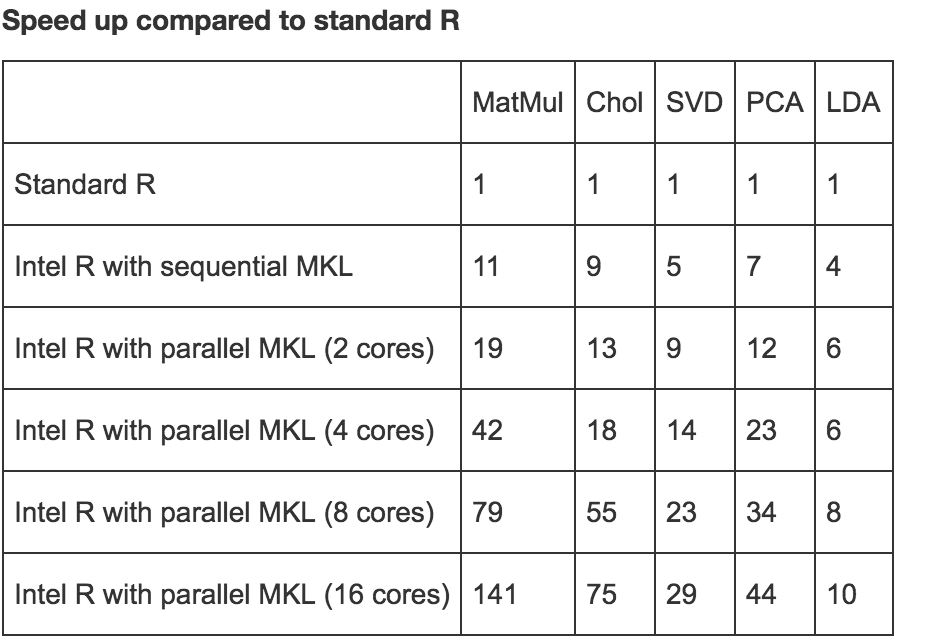 Speed up compared to standard R
MatMul Chol SVD PCA LDA
Standard R 1 1 1 1 1
Intel R with sequential MKL 11 9 5 7 4
Intel R with parallel MKL (2 cores) 19 13 9 12 6
Intel R with parallel MKL (4 cores) 42 18 14 23 6
Intel R with parallel MKL (8 cores) 79 55 23 34 8
Intel R with parallel MKL (16 cores) 141 75 29 44 10